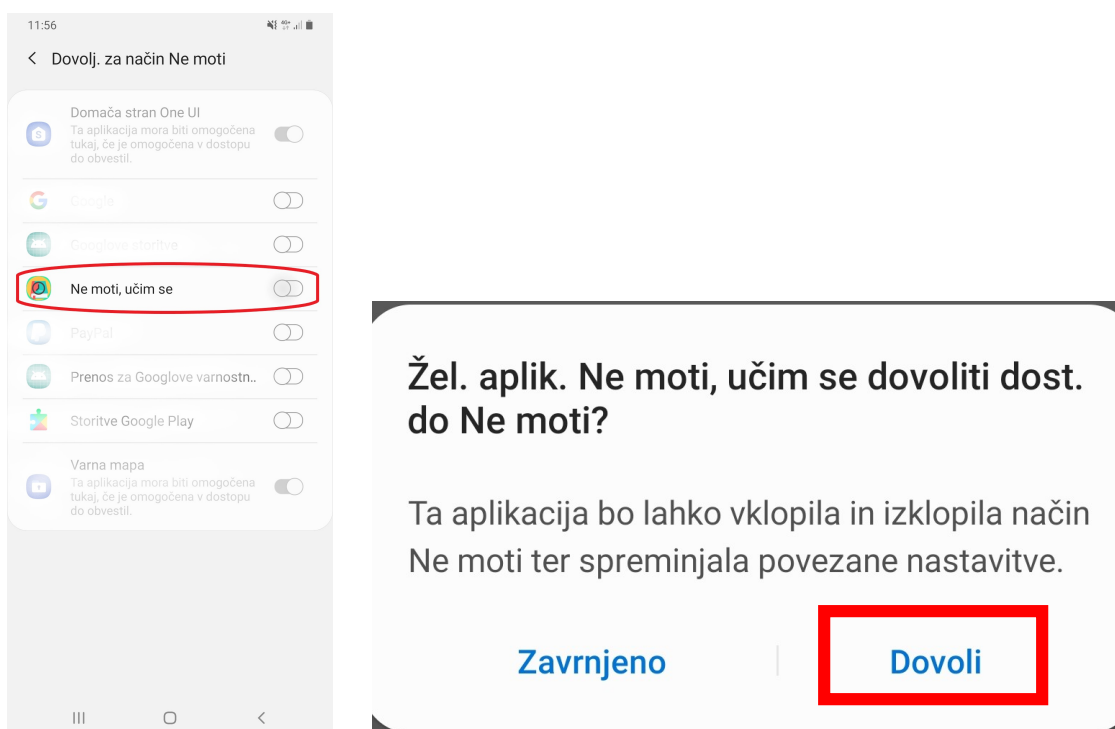 11:56
Dovolj. za način Ne moti
Domača stran One UI
Ta aplikacija mora biti omogočena
tukaj, če je omogočena v dostopu
do obvestil.
Google
Googlove storitve
Ne moti, učim se
PayPal
Prenos za Googlove varnostn..
Storitve Google Play
Varna mapa
Ta aplikacija mora biti omogočena
tukaj, če je omogočena v dostopu
do obvestil.
Žel. aplik. Ne moti, učim se dovoliti dost.
do Ne moti?
Ta aplikacija bo lahko vklopila in izklopila način
Ne moti ter spreminjala povezane nastavitve.
Zavrnjeno
Dovoli